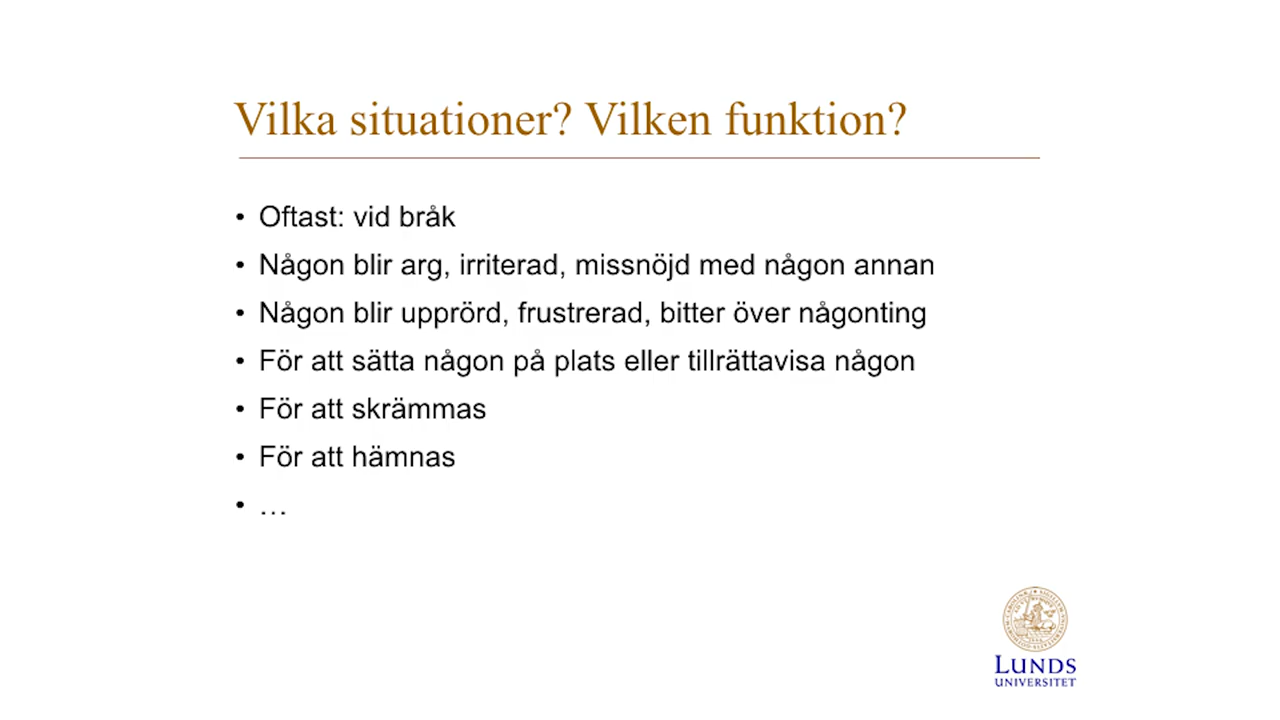 Vilka situationer? Vilken funktion?
• Oftast: vid bråk
• Någon blir arg, irriterad, missnöjd med någon annan
• Någon blir upprörd, frustrerad, bitter över någonting
• För att sätta någon på plats eller tillrättavisa någon
• För att skrämmas
• För att hämnas
• …
LUNDS
UNIVERSITET